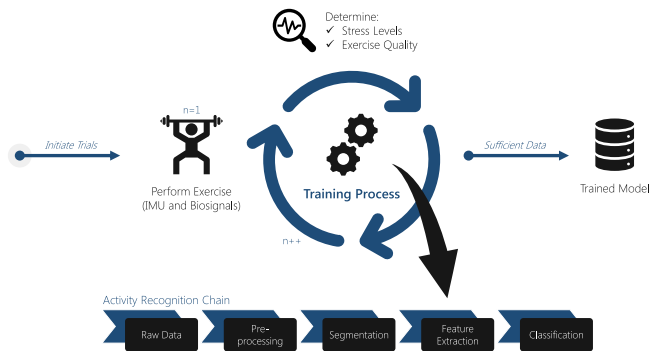 Determine:
✓ Stress Levels
✓ Exercise Quality
n=1
Initiate Trials
Sufficient Data
Perform Exercise
(IMU and Biosignals)
Training Process
Trained Model
n++
Activity Recognition Chain
Raw Data
Pre-
processing
Segmentation
Feature
Extraction
Classification